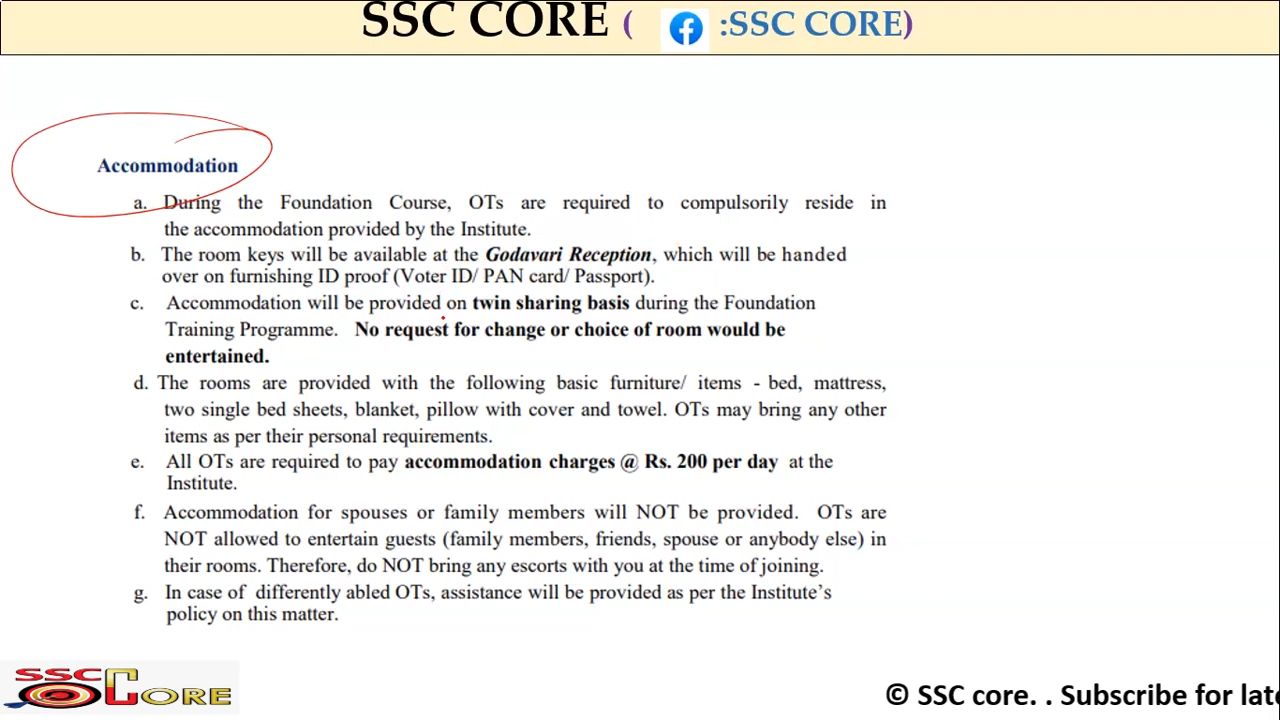 SSC CORE ( :SSC CORE)
Accommodation
a. During the Foundation Course, OTs are required to compulsorily reside in
the accommodation provided by the Institute.
b. The room keys will be available at the Godavari Reception, which will be handed
over on furnishing ID proof (Voter ID/ PAN card/ Passport).
c. Accommodation will be provided on twin sharing basis during the Foundation
Training Programme. No request for change or choice of room would be
entertained.
d. The rooms are provided with the following basic furniture/ items - bed, mattress,
two single bed sheets, blanket, pillow with cover and towel. OTs may bring any other
items as per their personal requirements.
e. All OTs are required to pay accommodation charges @ Rs. 200 per day at the
Institute.
f. Accommodation for spouses or family members will NOT be provided. OTs are
NOT allowed to entertain guests (family members, friends, spouse or anybody else) in
their rooms. Therefore, do NOT bring any escorts with you at the time of joining.
g. In case of differently abled OTs, assistance will be provided as per the Institute's
policy on this matter.
SSC CORE
© SSC core. . Subscribe for late